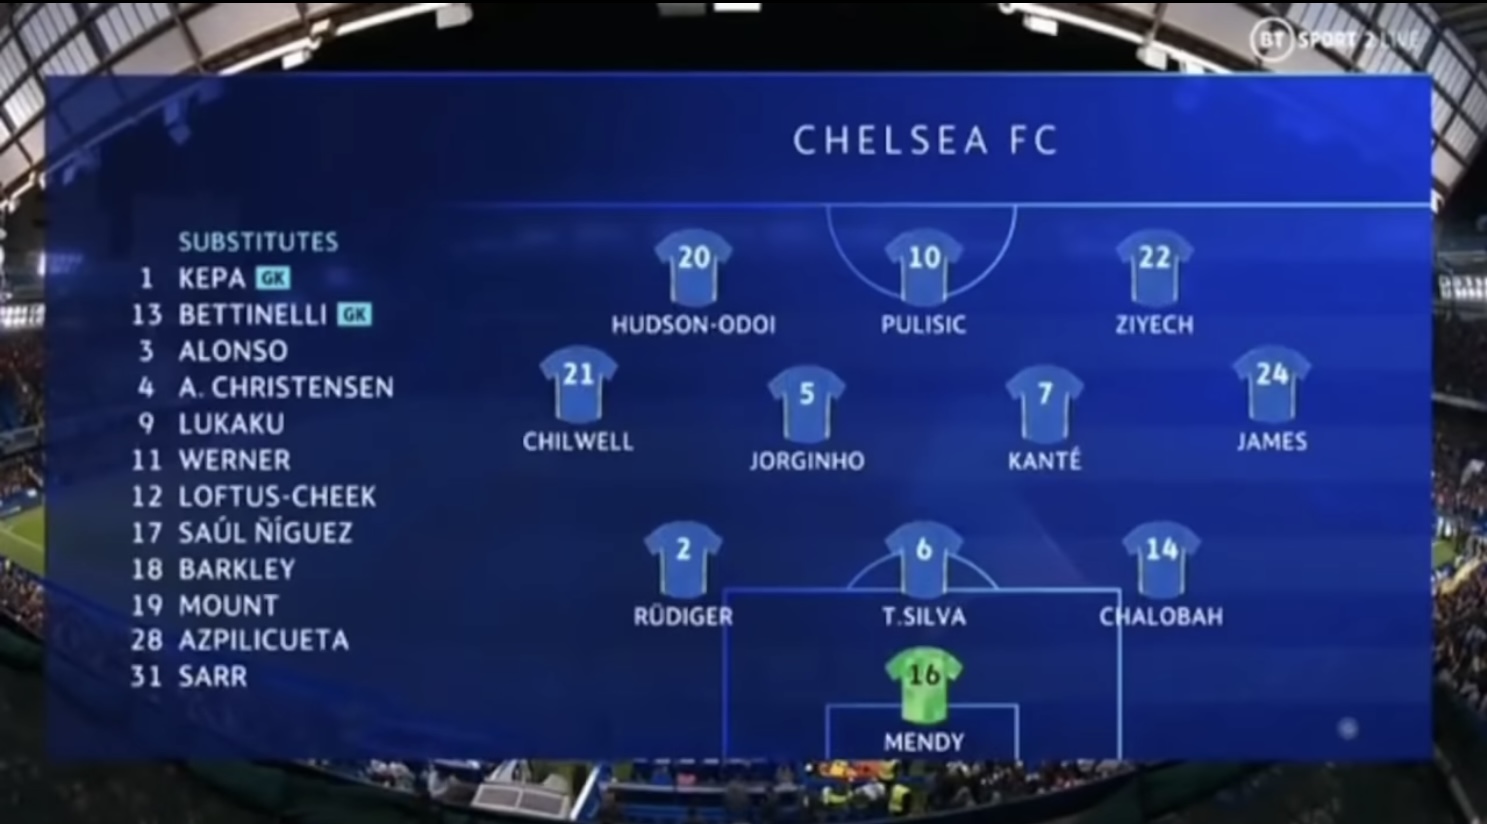 BT SPORT 2 LIVE
CHELSEA FC
SUBSTITUTES
1 KEPA GK
13 BETTINELLI GK
3 ALONSO
4 A. CHRISTENSEN
9 LUKAKU
11 WERNER
12 LOFTUS-CHEEK
17 SAÚL ÑÍGUEZ
18 BARKLEY
19 MOUNT
28 AZPILICUETA
31 SARR
20 10 22
HUDSON-ODOI PULISIC ZIYECH
21 5 7 24
CHILWELL JORGINHO KANTÉ JAMES
2 6 14
RÜDIGER T.SILVA CHALOBAH
16
MENDY